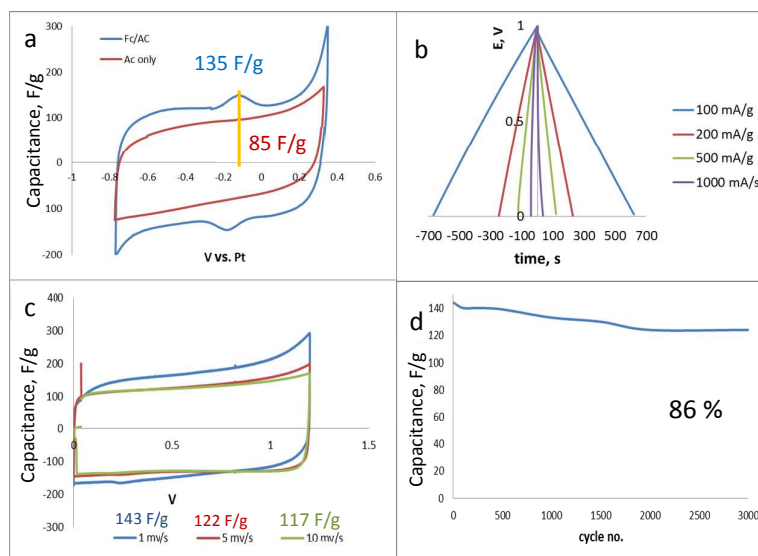 a
Capacitance, F/g
300
200
100
0
100
200
-0.8
-0.6
-0.4
-0.2
0
0.2
0.4
V vs. Pt
Fc/AC
Ac only
135 F/g
85 F/g
b
E, V
1
0.5
0
-700 -500 -300 -100 100 300 500 700
time, s
100 mA/g
200 mA/g
500 mA/g
1000 mA/s
c
Capacitance, F/g
400
300
200
100
0
-100
-200
-300
0
0.5
1
1.5
V
143 F/g 122 F/g 117 F/g
1 mv/s 5 mv/s 10 mv/s
d
Capacitance, F/g
140
120
100
80
60
40
20
0
0 500 1000 1500 2000 2500 3000
cycle no.
86 %